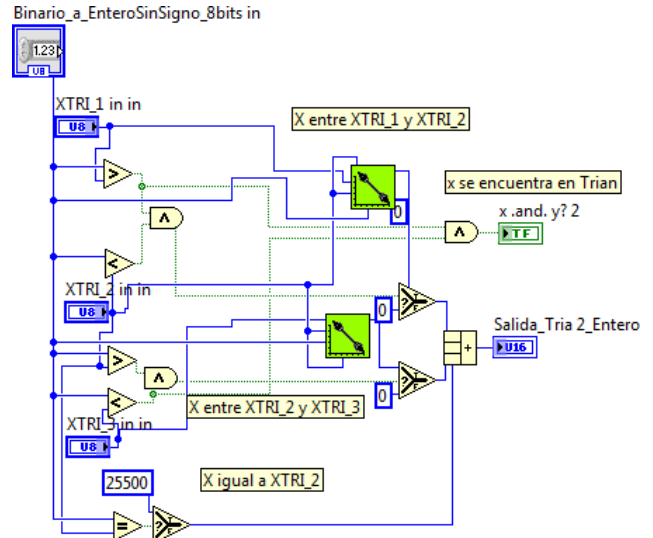 Binario_a_EnteroSinSigno_8bits in
1.23
U8
XTRI_1 in in
U8
X entre XTRI_1 y XTRI_2
>
x se encuentra en Trian
0
x .and. y? 2
∧
∧
TF
<
XTRI_2 in in
U8
0
?
T
F
Salida_Tria 2_Entero
+
U16
>
∧
?
T
F
<
X entre XTRI_2 y XTRI_3
0
XTRI_3 in in
U8
25500
X igual a XTRI_2
=
?
T
F